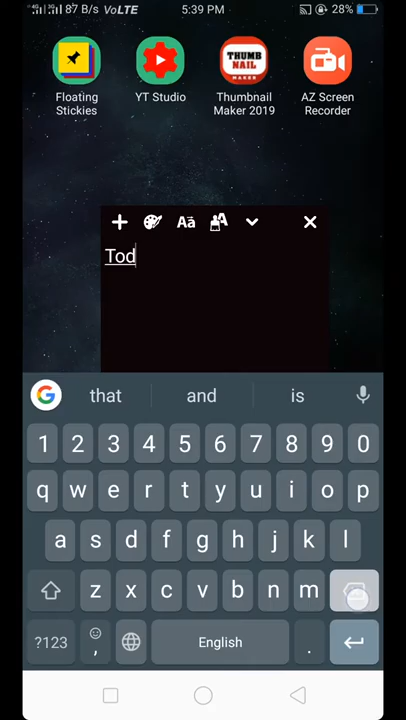 87 B/s VoLTE 5:39 PM 28%
THUMB
NAIL
MAKER
Floating Stickies YT Studio Thumbnail Maker 2019 AZ Screen Recorder
Aa A
Tod
G that and is
1 2 3 4 5 6 7 8 9 0
q w e r t y u i o p
a s d f g h j k l
z x c v b n m
?123 , English .